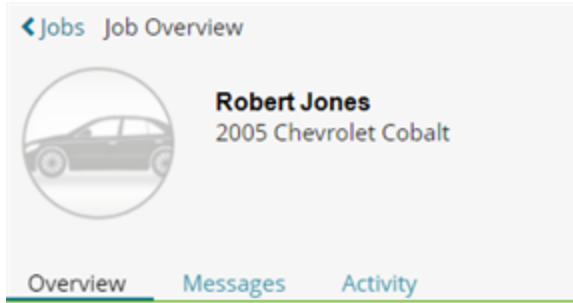 Jobs Job Overview
Robert Jones
2005 Chevrolet Cobalt
Overview Messages Activity